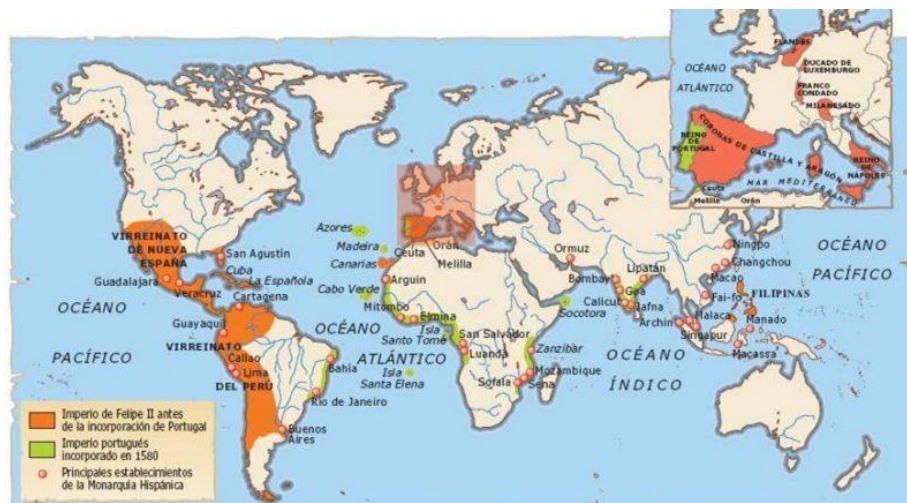 FLANDES
OCÉANO
ATLÁNTICO
DUCADO DE
LUXEMBURGO
FRANCO
CONDADO
MILANESADO
CORONAS DE CASTILLA Y ARAGÓN
REINO
DE
PORTUGAL
REINO
DE
NÁPOLES
MAR MEDITERRÁNEO
Ceuta
Melilla
Orán
VIRREINATO
DE NUEVA
ESPAÑA
San Agustín
Cuba
La Española
Guadalajara
Veracruz
Cartagena
OCÉANO
PACÍFICO
Guayaquil
VIRREINATO
Callao
Lima
DEL PERÚ
Bahía
Río de Janeiro
Buenos
Aires
Azores
Madeira
Canarias
Cabo Verde
Ceuta
Orán
Melilla
Arguin
Mitombo
Elmina
Isla
Santo Tomé
OCÉANO
ATLÁNTICO
Isla
Santa Elena
San Salvador
Luanda
Zanzibàr
Mozambique
Sena
Sofala
Socotora
Ormuz
Bombay
Lipatán
Goa
Calicut
Jafna
OCÉANO
ÍNDICO
Ningpo
Changchou
Macao
Fai-fo
FILIPINAS
Malaca
Manado
Archin
Singapur
Macassa
OCÉANO
PACÍFICO
Imperio de Felipe II antes
de la incorporación de Portugal
Imperio portugués
incorporado en 1580
Principales establecimientos
de la Monarquía Hispánica